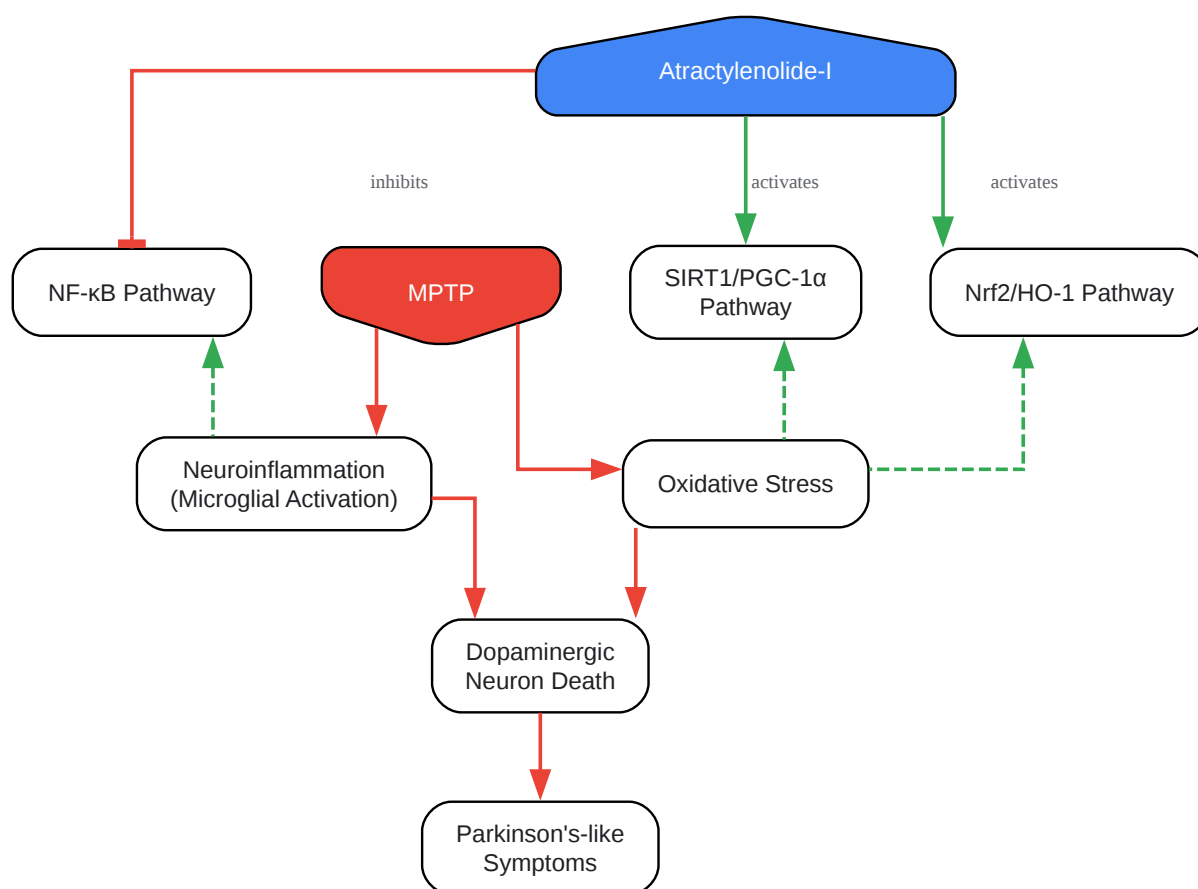 Atractylenolide-I
inhibits
activates
activates
NF-κB Pathway
MPTP
SIRT1/PGC-1α
Pathway
Nrf2/HO-1 Pathway
Neuroinflammation
(Microglial Activation)
Oxidative Stress
Dopaminergic
Neuron Death
Parkinson's-like
Symptoms